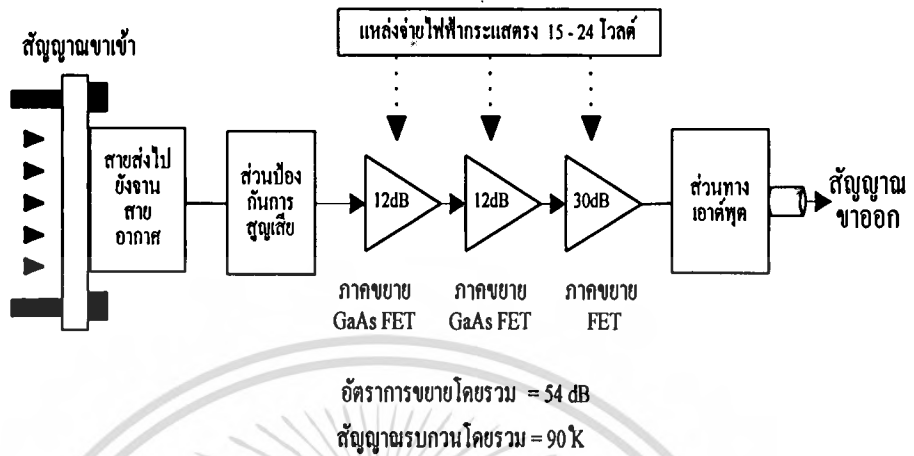 แหล่งจ่ายไฟฟ้ากระแสตรง 15 - 24 โวลต์
สัญญาณขาเข้า
สายส่งไป
ยังจาน
สาย
อากาศ
ส่วนป้อง
กันการ
สูญเสีย
12dB
12dB
30dB
ส่วนทาง
เอาต์พุต
สัญญาณ
ขาออก
ภาคขยาย
GaAs FET
ภาคขยาย
GaAs FET
ภาคขยาย
FET
อัตราการขยายโดยรวม = 54 dB
สัญญาณรบกวนโดยรวม = 90 ้K